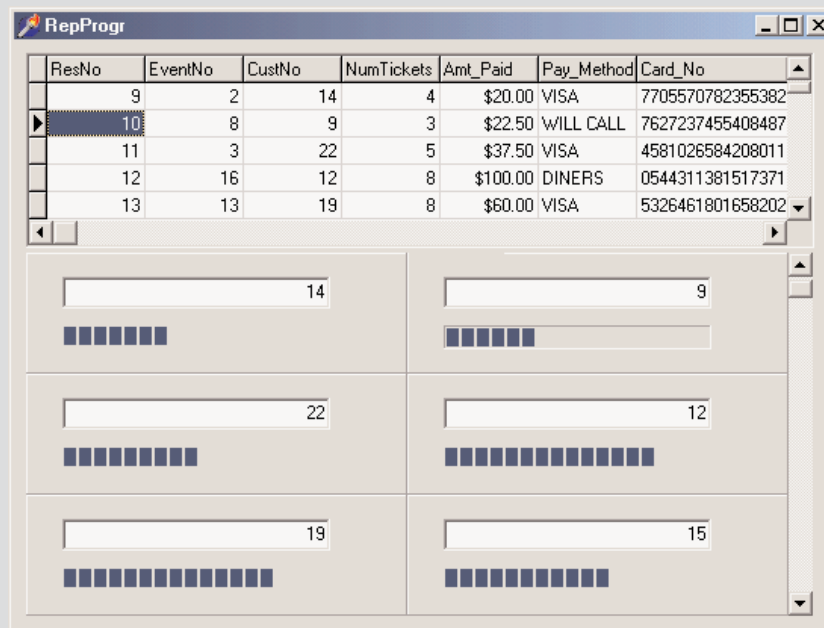 RepProgr
ResNo EventNo CustNo NumTickets Amt_Paid Pay_Method Card_No
9 2 14 4 $20.00 VISA 7705570782355382
10 8 9 3 $22.50 WILL CALL 7627237455408487
11 3 22 5 $37.50 VISA 4581026584208011
12 16 12 8 $100.00 DINERS 0544311381517371
13 13 19 8 $60.00 VISA 5326461801658202
14 9
22 12
19 15